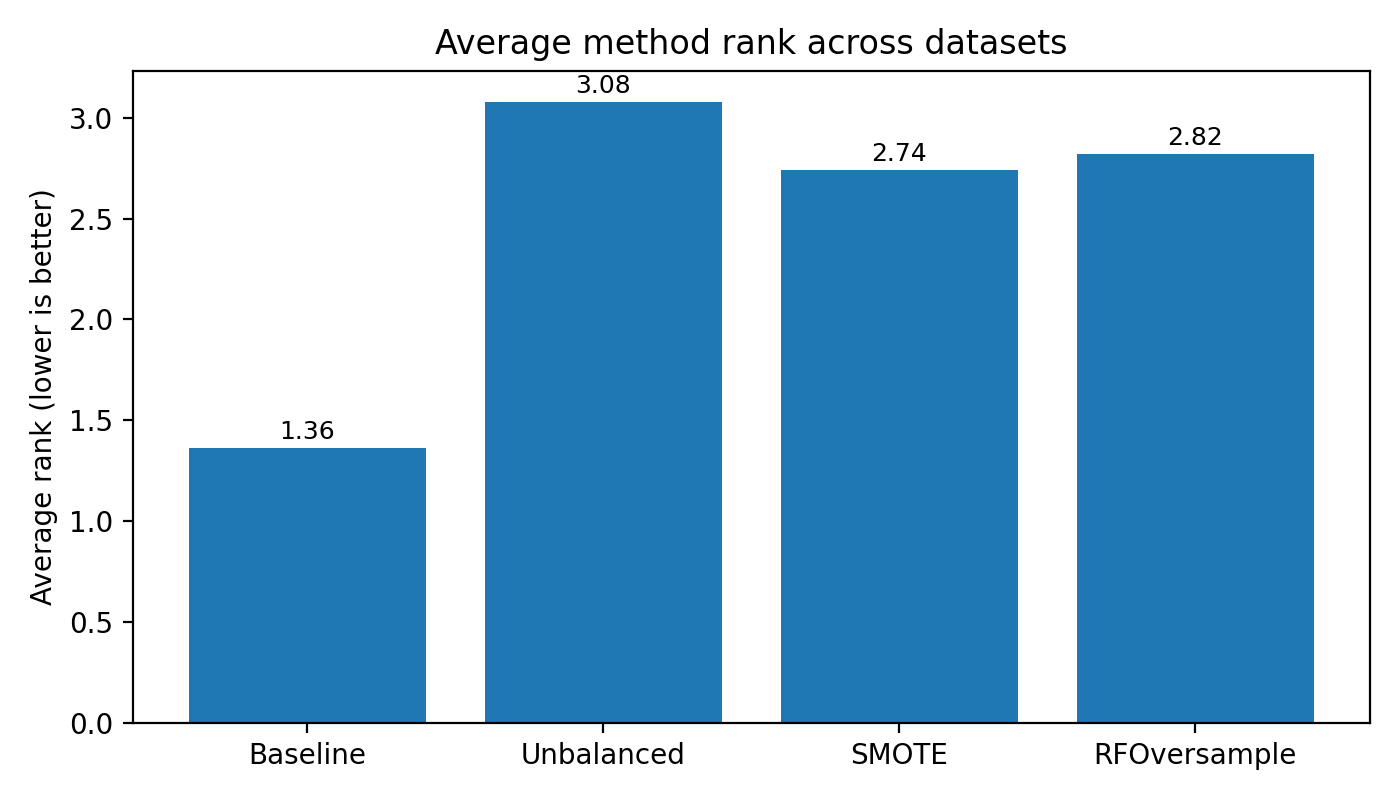 Average method rank across datasets
Average rank (lower is better)
3.0
2.5
2.0
1.5
1.0
0.5
0.0
1.36
3.08
2.74
2.82
Baseline
Unbalanced
SMOTE
RFOversample